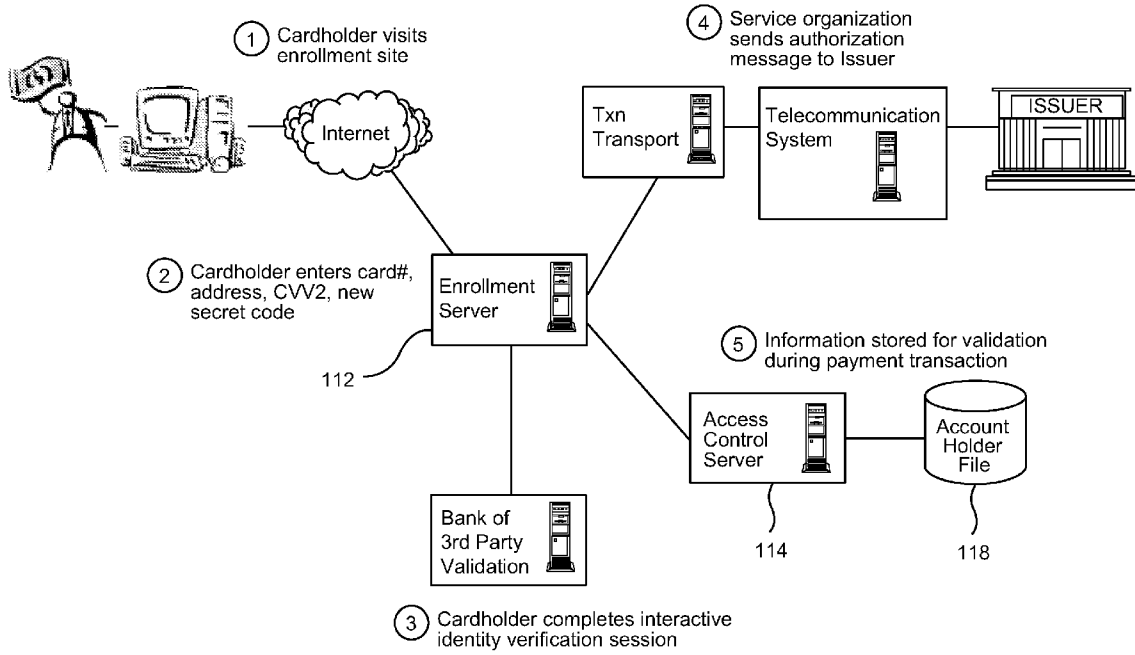 1 Cardholder visits
enrollment site
4 Service organization
sends authorization
message to Issuer
Internet
Txn
Transport
Telecommunication
System
ISSUER
2 Cardholder enters card#,
address, CVV2, new
secret code
Enrollment
Server
112
5 Information stored for validation
during payment transaction
Access
Control
Server
114
Account
Holder
File
118
Bank of
3rd Party
Validation
3 Cardholder completes interactive
identity verification session